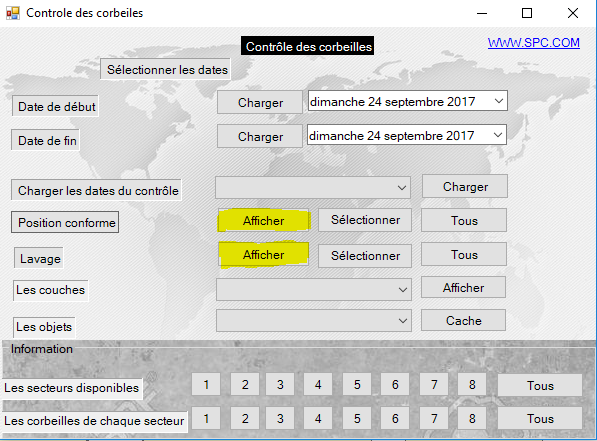 Controle des corbeiles
Contrôle des corbeilles
WWW.SPC.COM
Sélectionner les dates
Date de début Charger dimanche 24 septembre 2017
Date de fin Charger dimanche 24 septembre 2017
Charger les dates du contrôle Charger
Position conforme Afficher Sélectionner Tous
Lavage Afficher Sélectionner Tous
Les couches Afficher
Les objets Cache
Information
Les secteurs disponibles 1 2 3 4 5 6 7 8 Tous
Les corbeilles de chaque secteur 1 2 3 4 5 6 7 8 Tous